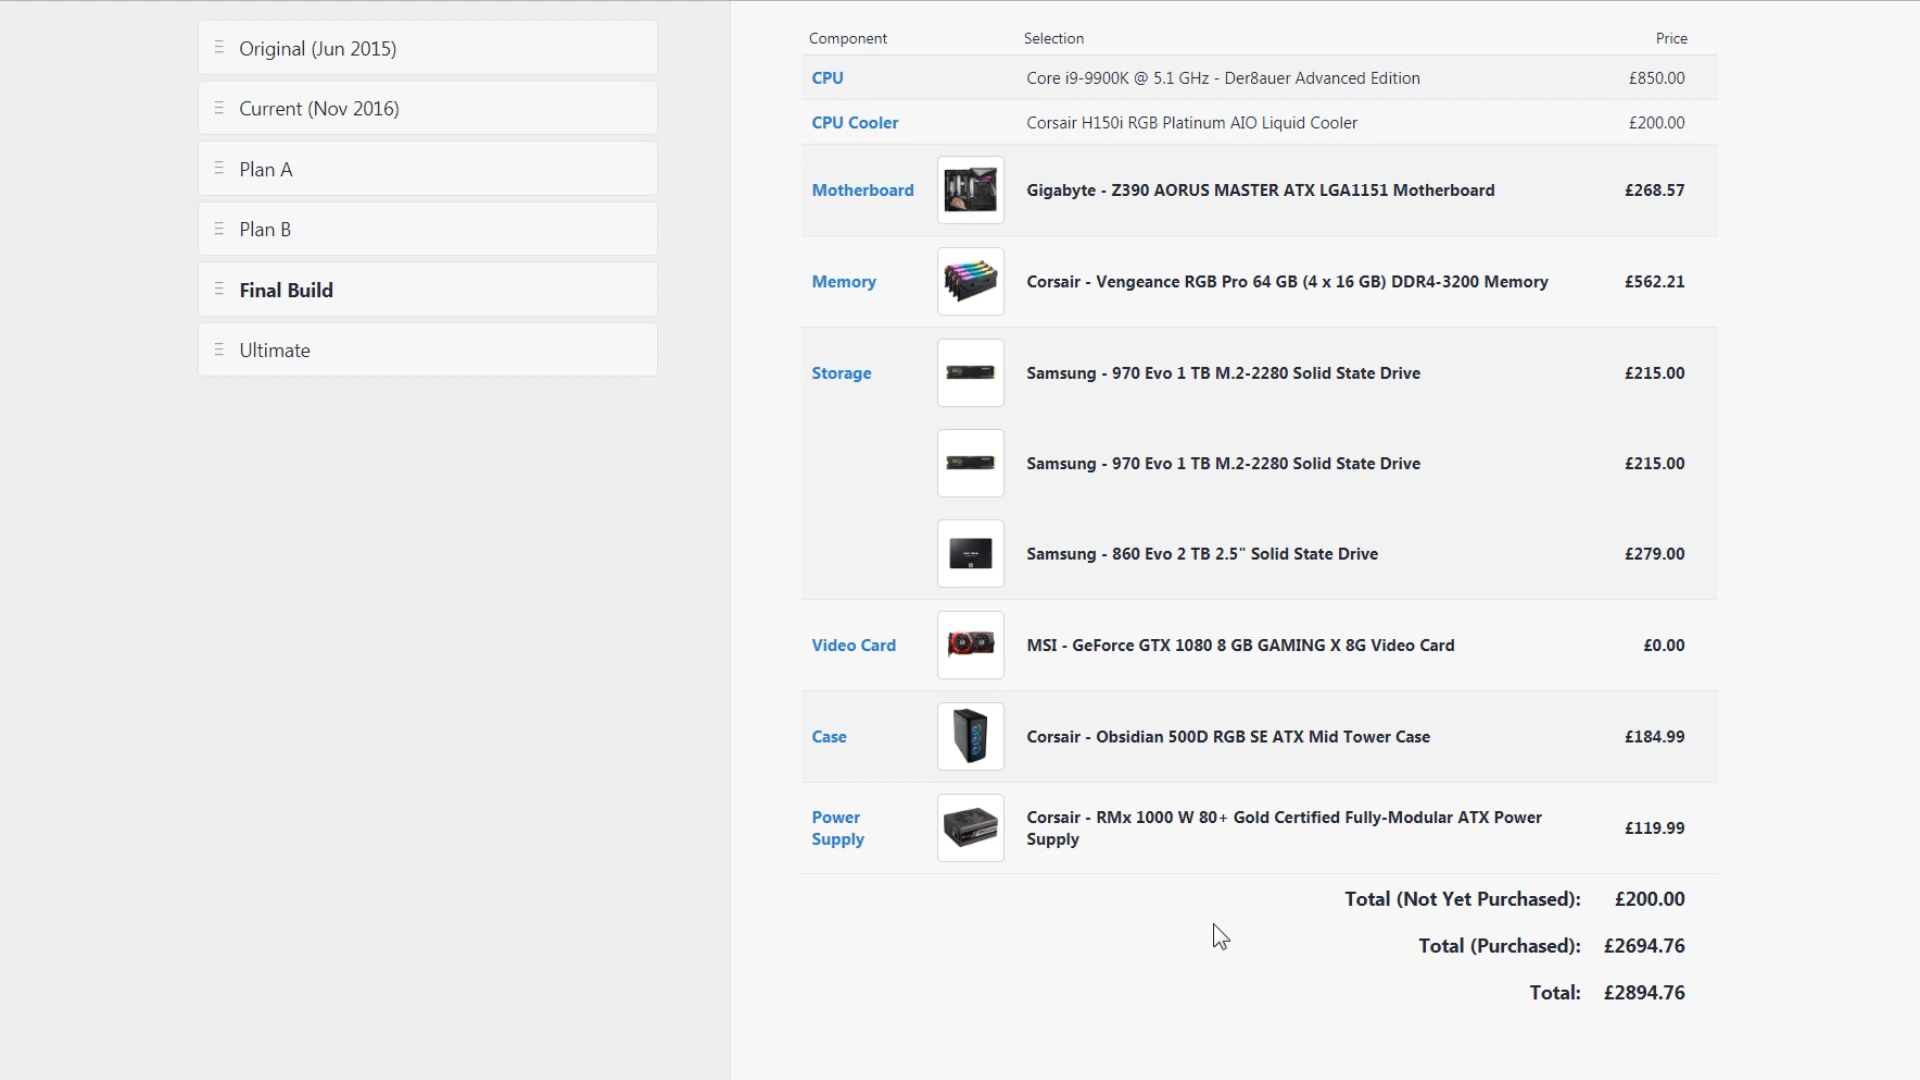 Original (Jun 2015)
Current (Nov 2016)
Plan A
Plan B
Final Build
Ultimate
Component Selection Price
CPU Core i9-9900K @ 5.1 GHz - Der8auer Advanced Edition £850.00
CPU Cooler Corsair H150i RGB Platinum AIO Liquid Cooler £200.00
Motherboard Gigabyte - Z390 AORUS MASTER ATX LGA1151 Motherboard £268.57
Memory Corsair - Vengeance RGB Pro 64 GB (4 x 16 GB) DDR4-3200 Memory £562.21
Storage Samsung - 970 Evo 1 TB M.2-2280 Solid State Drive £215.00
Samsung - 970 Evo 1 TB M.2-2280 Solid State Drive £215.00
Samsung - 860 Evo 2 TB 2.5" Solid State Drive £279.00
Video Card MSI - GeForce GTX 1080 8 GB GAMING X 8G Video Card £0.00
Case Corsair - Obsidian 500D RGB SE ATX Mid Tower Case £184.99
Power Supply Corsair - RMx 1000 W 80+ Gold Certified Fully-Modular ATX Power Supply £119.99
Total (Not Yet Purchased): £200.00
Total (Purchased): £2694.76
Total: £2894.76